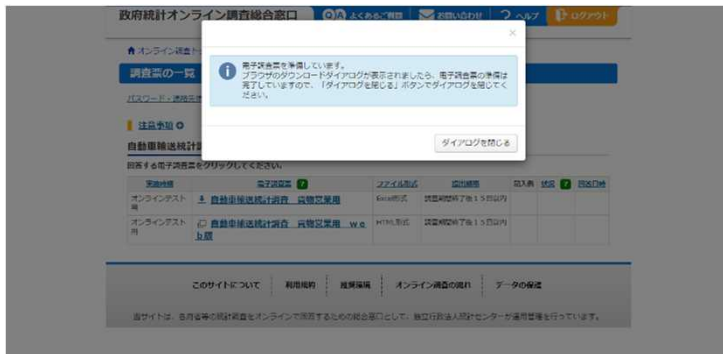 政府統計オンライン調査総合窓口 Q&A よくあるご質問 お問い合わせ ? ヘルプ ログアウト
×
オンライン調査
調査票の一覧
電子調査票を準備しています。
ブラウザのダウンロードダイアログが表示されましたら、電子調査票の準備は
完了していますので、「ダイアログを閉じる」ボタンでダイアログを閉じてく
ださい。
パスワード・連絡先
注意事項
ダイアログを閉じる
自動車輸送統計調
回答する電子調査票をクリックしてください。
実施時期 電子調査票 ? ファイル形式 提出期限 記入例 状況 ? 回答日時
オンラインテスト用 自動車輸送統計調査 貨物営業用 Excel形式 調査期間終了後15日以内
オンラインテスト用 自動車輸送統計調査 貨物営業用 we
b版 HTML形式 調査期間終了後15日以内
このサイトについて 利用規約 推奨環境 オンライン調査の流れ データの保護
当サイトは、各府省等の統計調査をオンラインで回答するための総合窓口として、独立行政法人統計センターが運用管理を行っています。